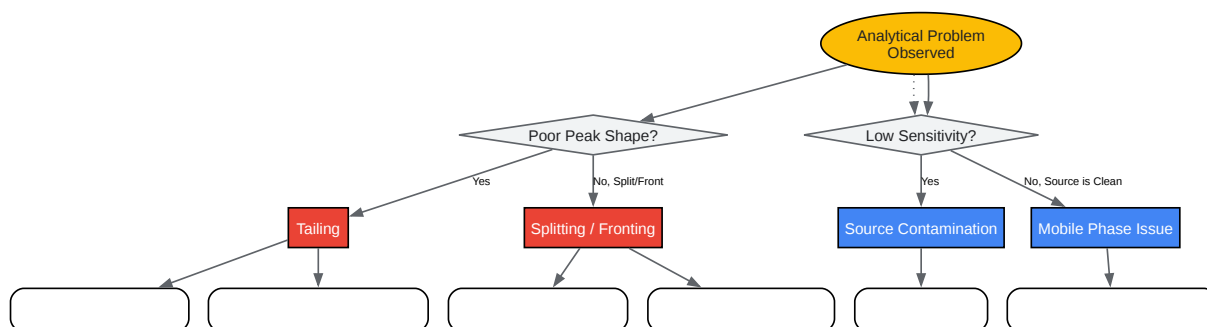 Analytical Problem
Observed
Poor Peak Shape?
Low Sensitivity?
Yes
No, Split/Front
Yes
No, Source is Clean
Tailing
Splitting / Fronting
Source Contamination
Mobile Phase Issue